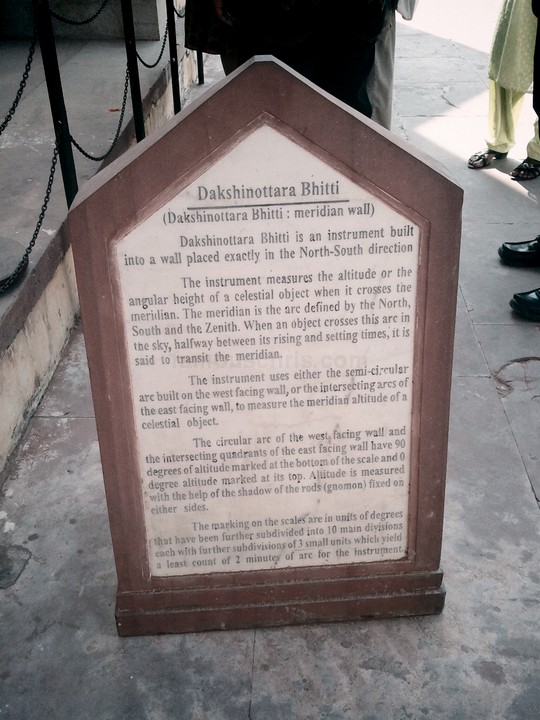 Dakshinottara Bhitti
(Dakshinottara Bhitti : meridian wall)
Dakshinottara Bhitti is an instrument built
into a wall placed exactly in the North-South direction
The instrument measures the altitude or the
angular height of a celestial object when it crosses the
meridian. The meridian is the arc defined by the North,
South and the Zenith. When an object crosses this arc in
the sky, halfway between its rising and setting times, it is
said to transit the meridian.
The instrument uses either the semi-circular
arc built on the west facing wall, or the intersecting arcs of
the east facing wall, to measure the meridian altitude of a
celestial object.
The circular arc of the west facing wall and
the intersecting quadrants of the east facing wall have 90
degrees of altitude marked at the bottom of the scale and 0
degree altitude marked at its top. Altitude is measured
with the help of the shadow of the rods (gnomon) fixed on
either sides.
The marking on the scales are in units of degrees
that have been further subdivided into 10 main divisions
each with further subdivisions of 3 small units which yield
a least count of 2 minutes of arc for the instrument.